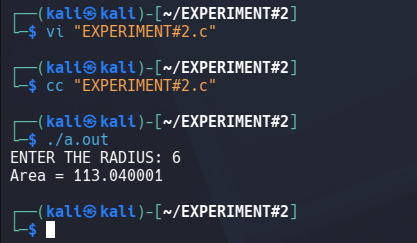 ┌──(kali㉿kali)-[~/EXPERIMENT#2]
└─$ vi "EXPERIMENT#2.c"
┌──(kali㉿kali)-[~/EXPERIMENT#2]
└─$ cc "EXPERIMENT#2.c"
┌──(kali㉿kali)-[~/EXPERIMENT#2]
└─$ ./a.out
ENTER THE RADIUS: 6
Area = 113.040001
┌──(kali㉿kali)-[~/EXPERIMENT#2]
└─$